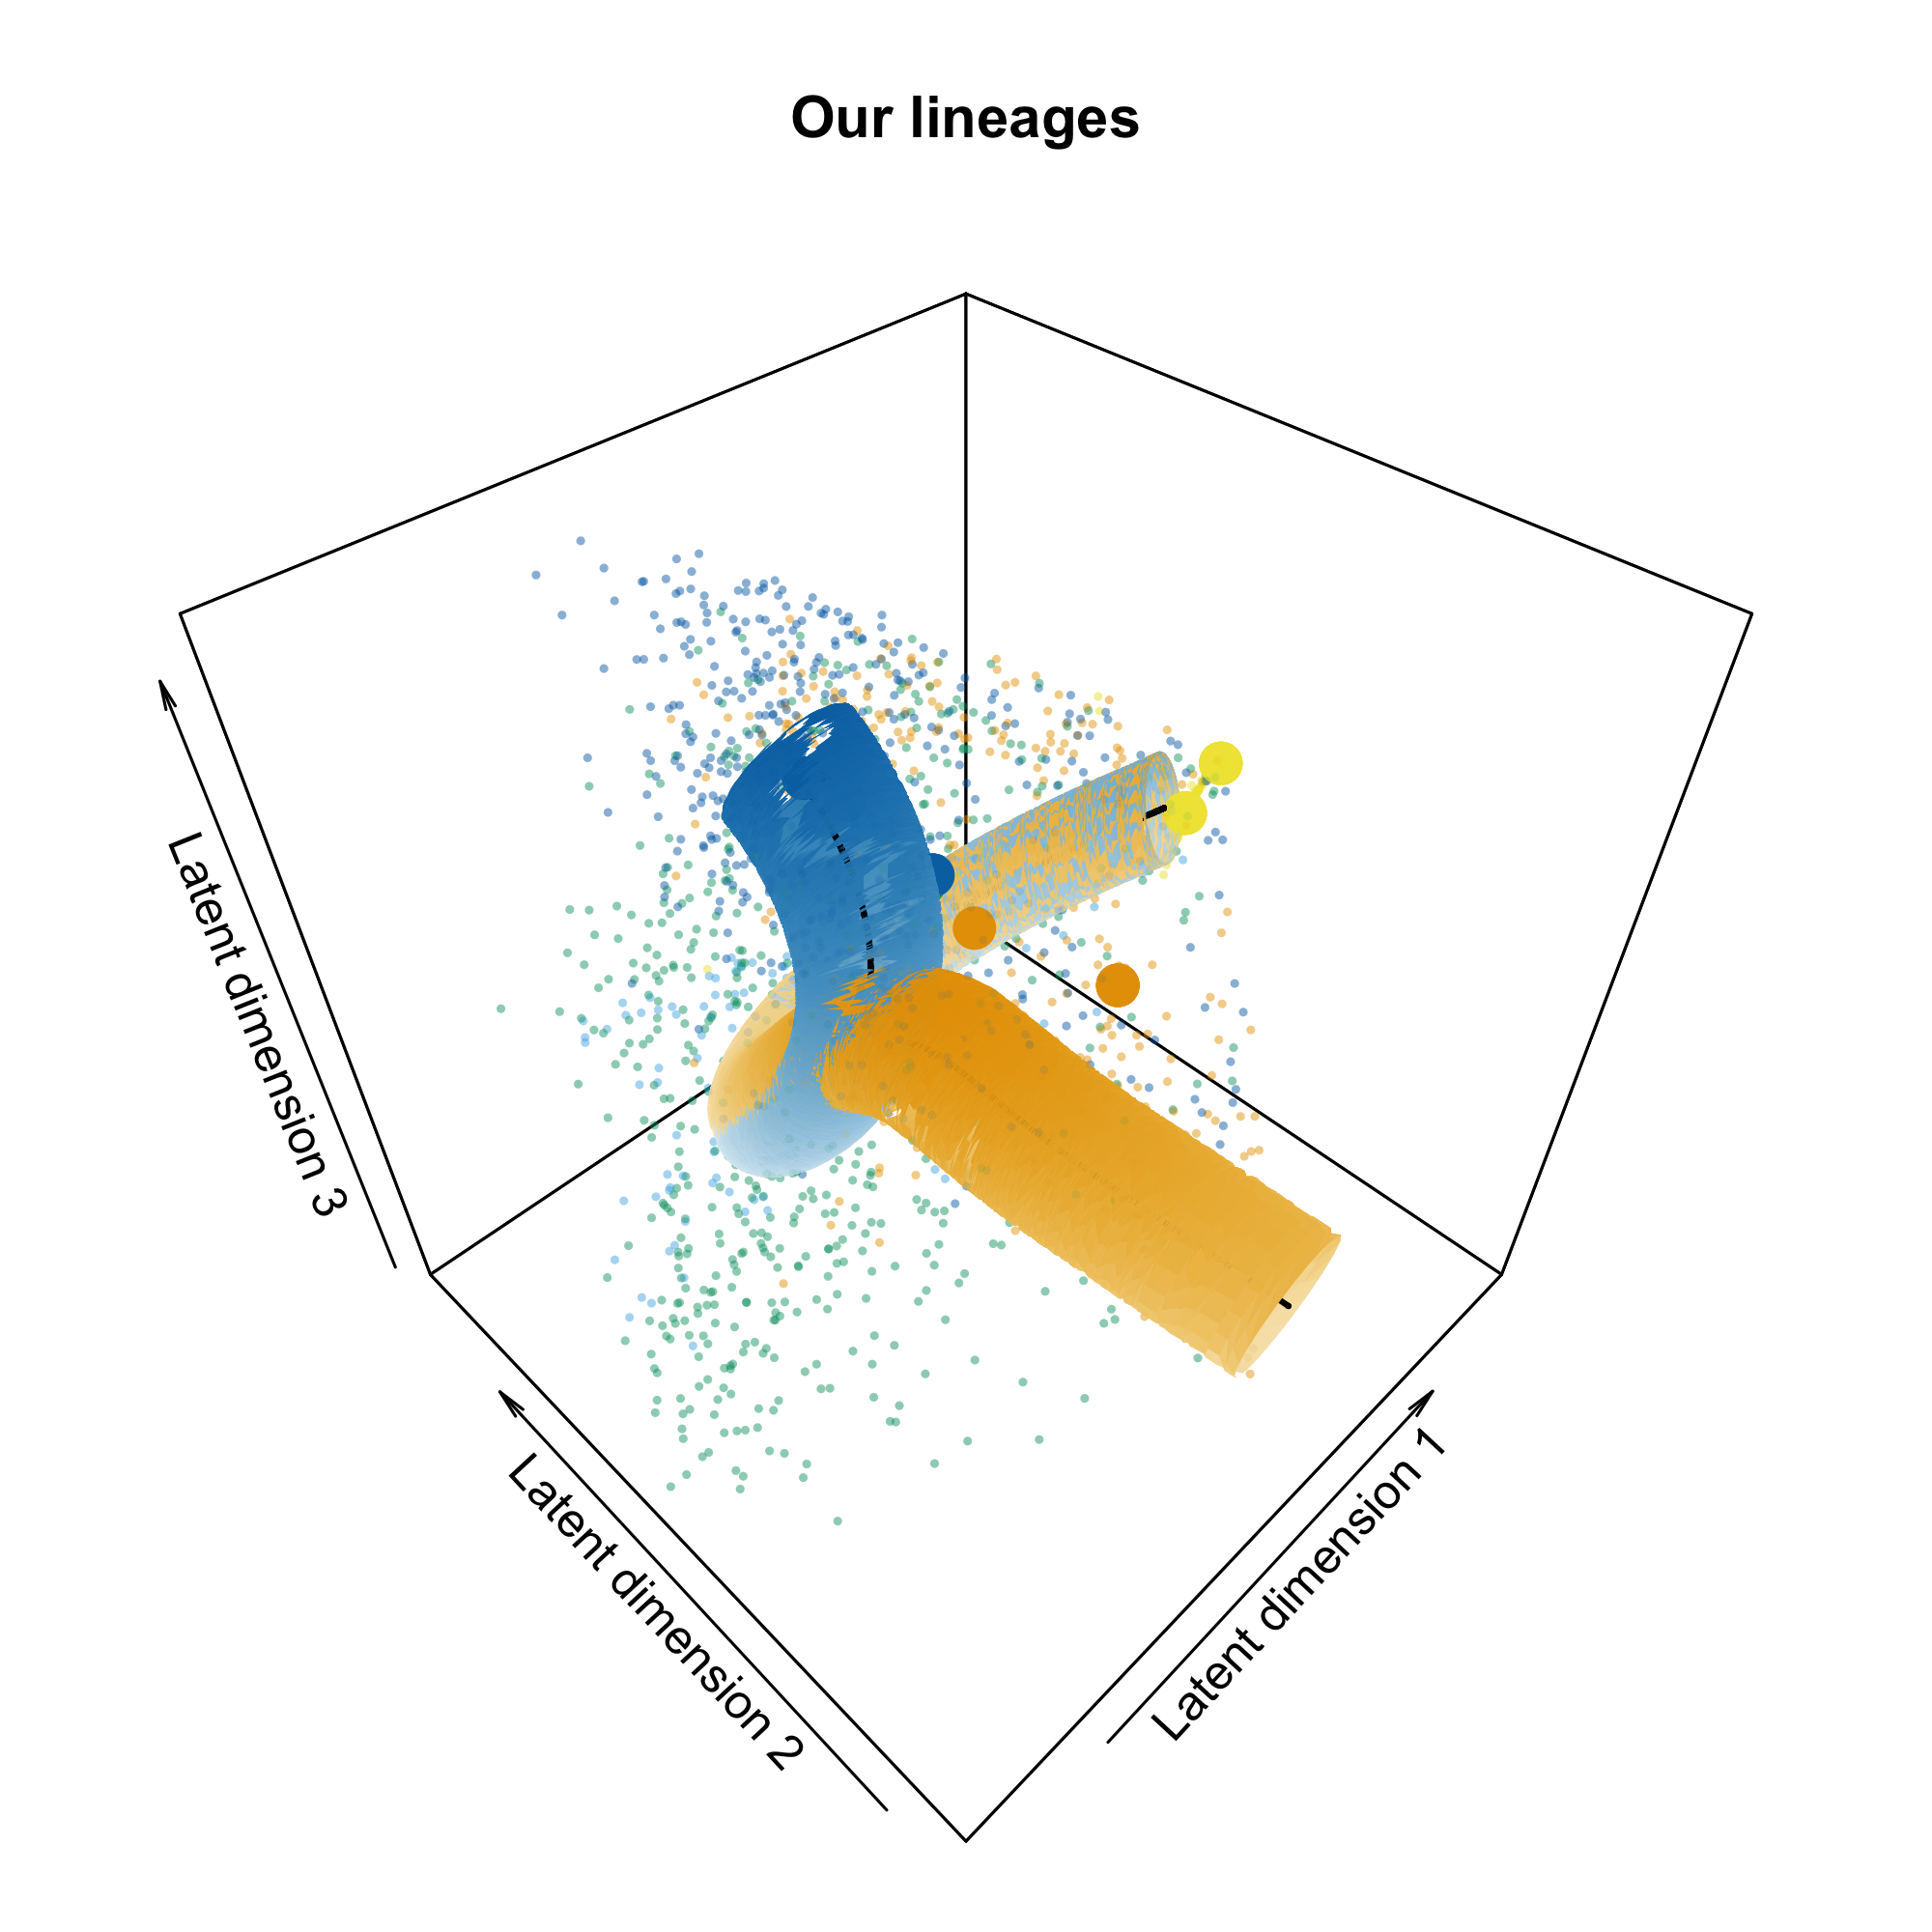 Our lineages
Latent dimension 3
Latent dimension 2
Latent dimension 1